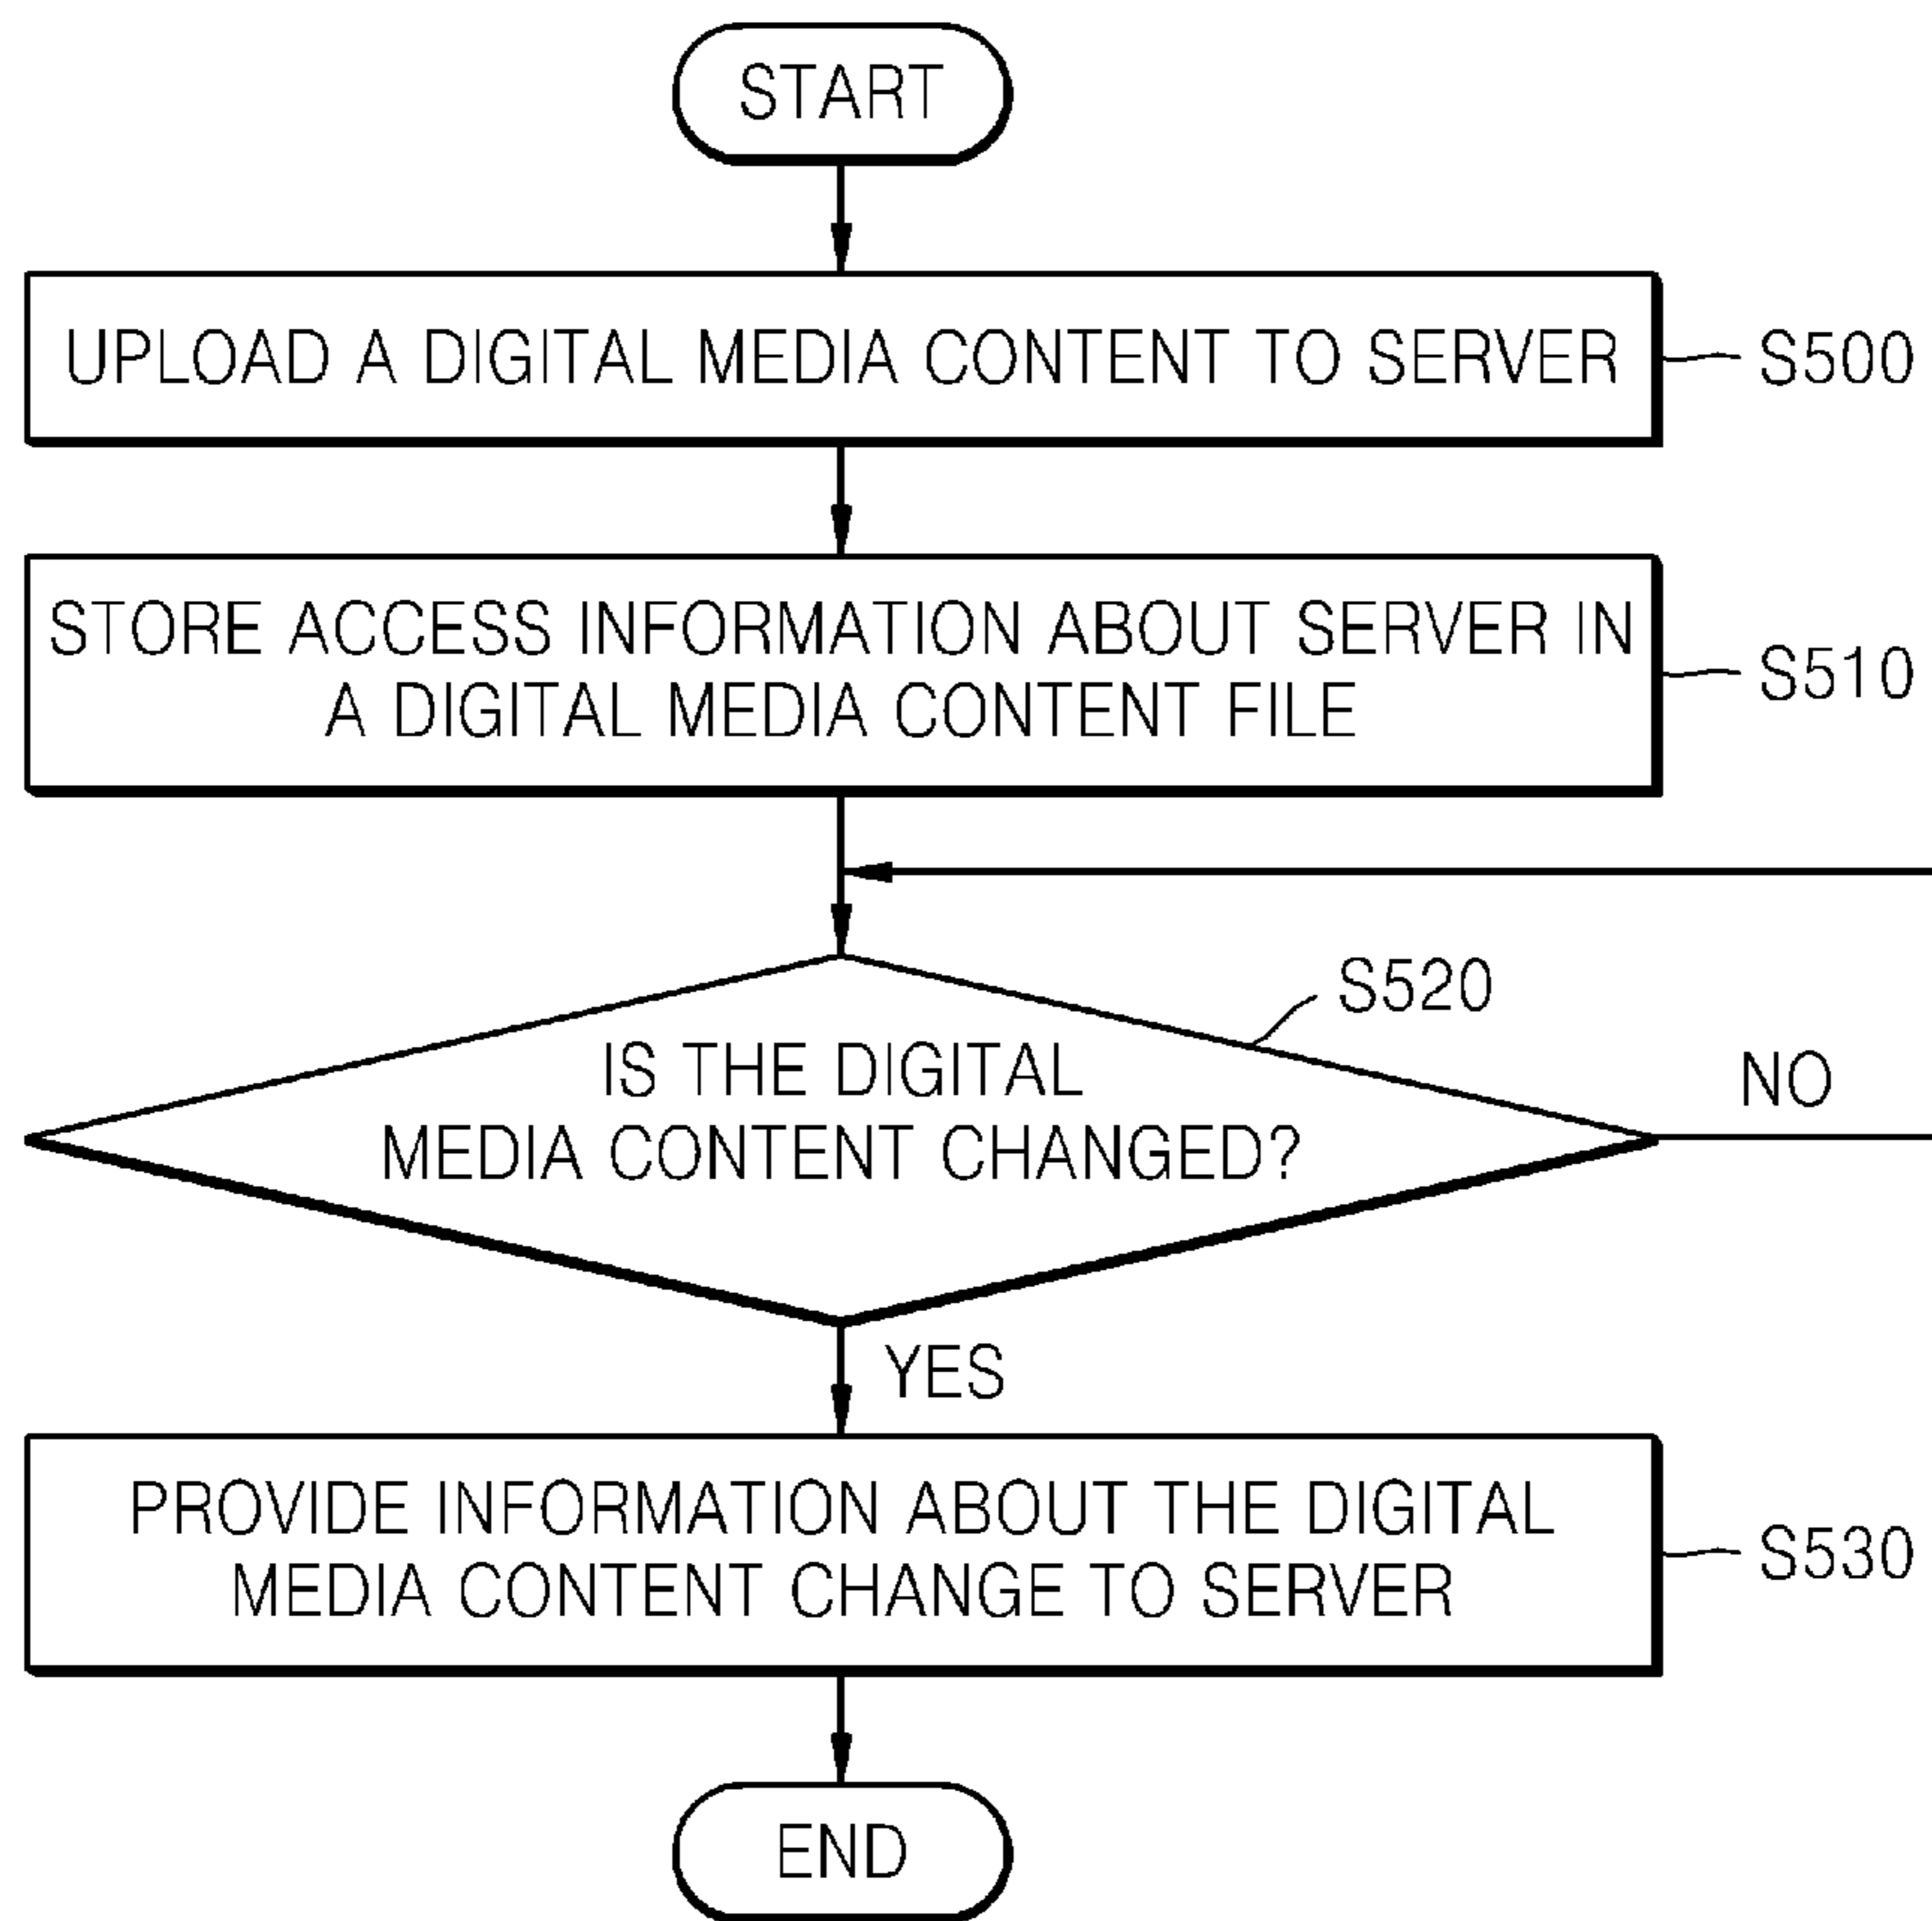 START
UPLOAD A DIGITAL MEDIA CONTENT TO SERVER
S500
STORE ACCESS INFORMATION ABOUT SERVER IN
A DIGITAL MEDIA CONTENT FILE
S510
S520
IS THE DIGITAL
MEDIA CONTENT CHANGED?
NO
YES
PROVIDE INFORMATION ABOUT THE DIGITAL
MEDIA CONTENT CHANGE TO SERVER
S530
END